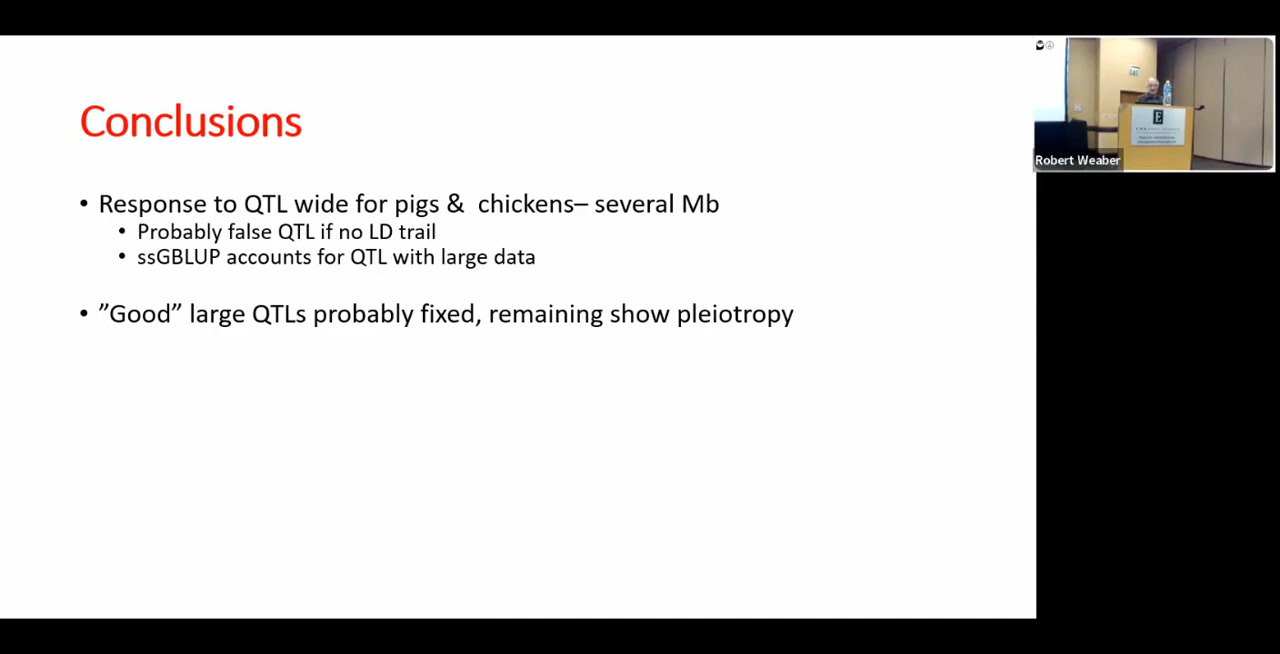 Conclusions
• Response to QTL wide for pigs & chickens– several Mb
• Probably false QTL if no LD trail
• ssGBLUP accounts for QTL with large data
• ”Good” large QTLs probably fixed, remaining show pleiotropy
Robert Weaber
E